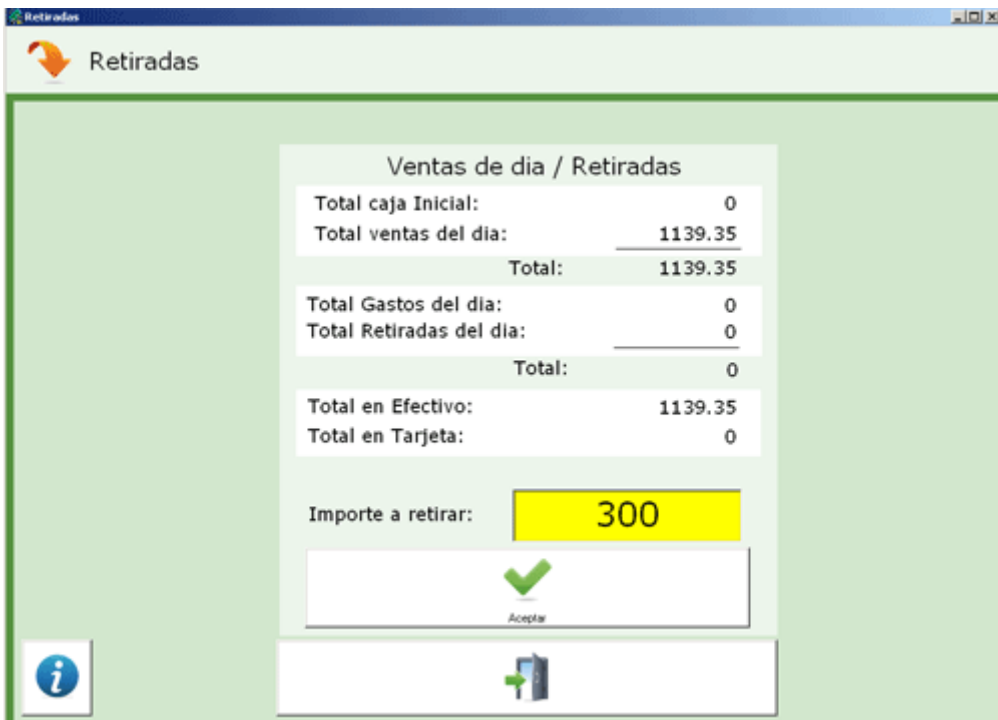 Retiradas
Retiradas
Ventas de dia / Retiradas
Total caja Inicial: 0
Total ventas del dia: 1139.35
Total: 1139.35
Total Gastos del dia: 0
Total Retiradas del dia: 0
Total: 0
Total en Efectivo: 1139.35
Total en Tarjeta: 0
Importe a retirar: 300
Aceptar